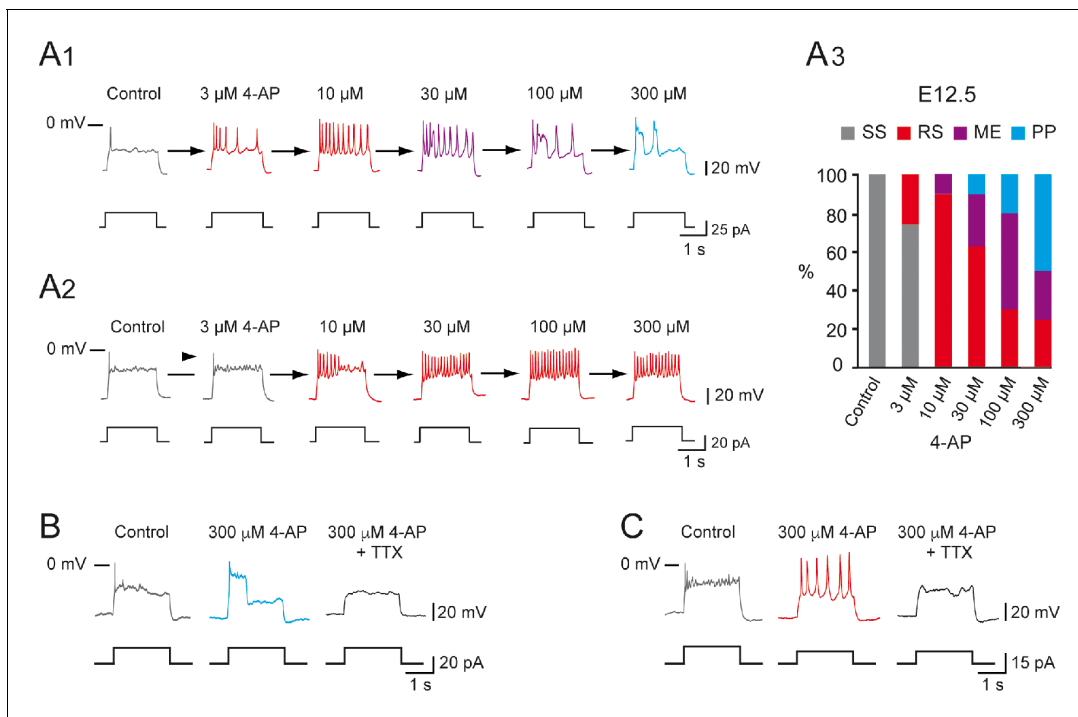 A1
Control 3 µM 4-AP 10 µM 30 µM 100 µM 300 µM
0 mV
20 mV
25 pA
1 s
A2
Control 3 µM 4-AP 10 µM 30 µM 100 µM 300 µM
0 mV
20 mV
20 pA
1 s
A3
E12.5
SS RS ME PP
100
80
60
%
40
20
0
Control 3 µM 10 µM 30 µM 100 µM 300 µM
4-AP
B
Control 300 µM 4-AP 300 µM 4-AP
+ TTX
0 mV
20 mV
20 pA
1 s
C
Control 300 µM 4-AP 300 µM 4-AP
+ TTX
0 mV
20 mV
15 pA
1 s